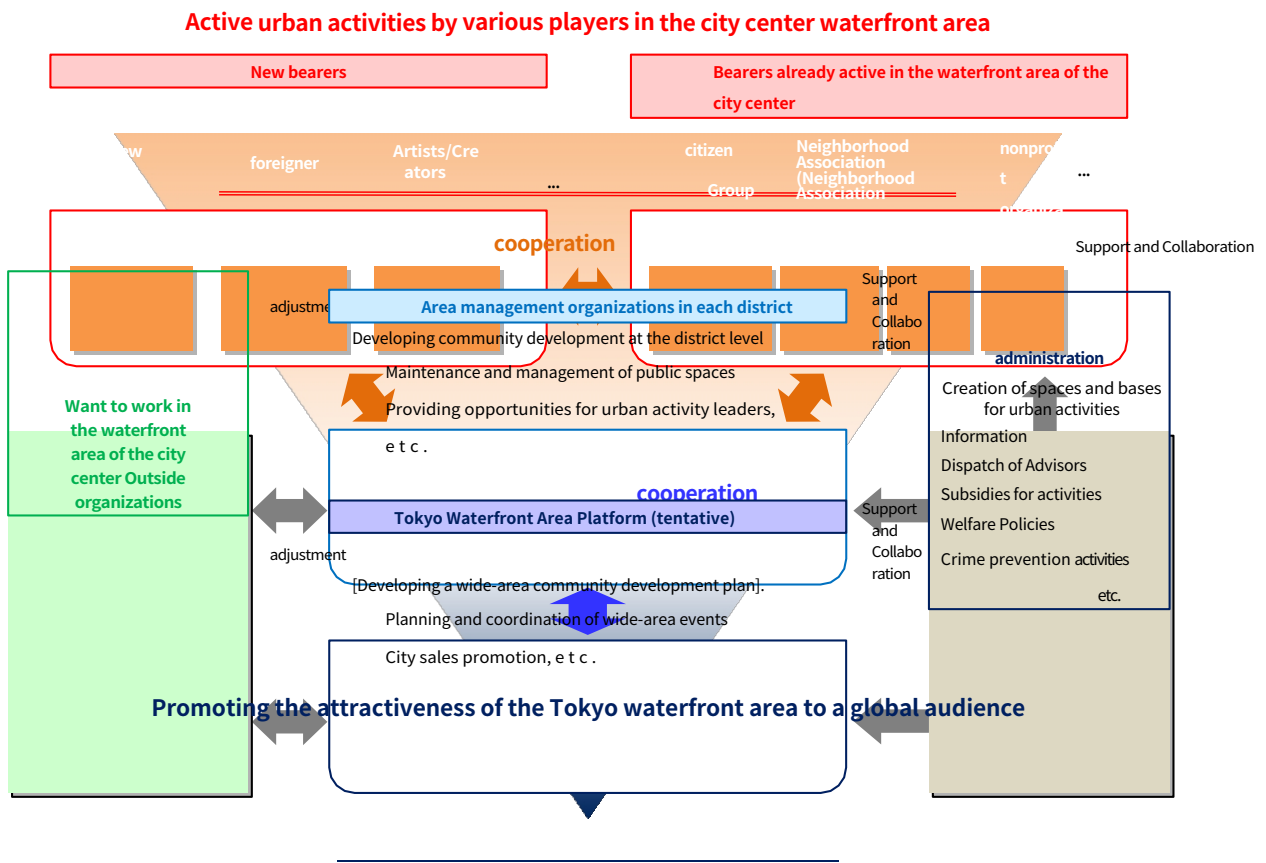 Active urban activities by various players in the city center waterfront area
New bearers
Bearers already active in the waterfront area of the
city center
foreigner
Artists/Cre
ators
...
citizen
Group
Neighborhood
Association
(Neighborhood
Association
nonprofi
t
organiza
...
cooperation
Support and Collaboration
adjustme
Area management organizations in each district
Support
and
Collabo
ration
Developing community development at the district level
Maintenance and management of public spaces
Providing opportunities for urban activity leaders,
etc.
administration
Creation of spaces and bases
for urban activities
Information
Dispatch of Advisors
Subsidies for activities
Welfare Policies
Crime prevention activities
etc.
Want to work in
the waterfront
area of the city
center Outside
organizations
cooperation
Tokyo Waterfront Area Platform (tentative)
Support
and
Collabo
ration
adjustment
[Developing a wide-area community development plan].
Planning and coordination of wide-area events
City sales promotion, etc.
Promoting the attractiveness of the Tokyo waterfront area to a global audience